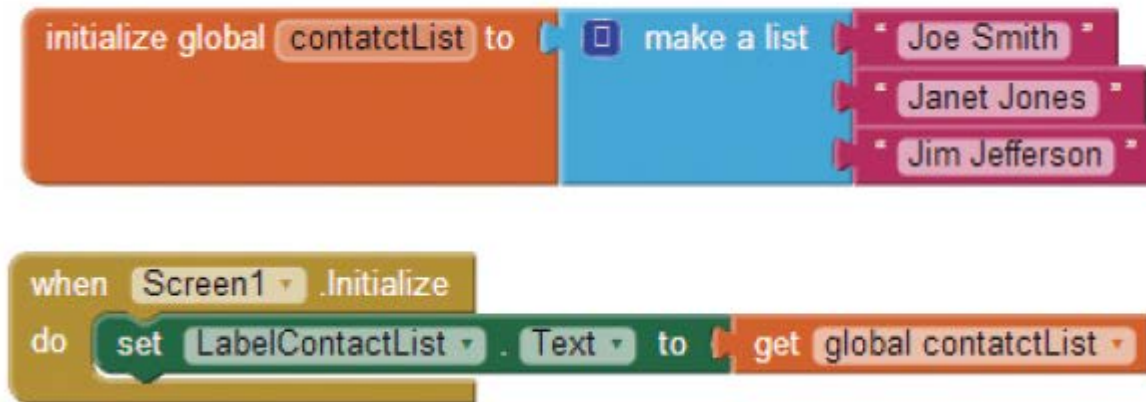 initialize global contatctList to make a list " Joe Smith "
" Janet Jones "
" Jim Jefferson "
when Screen1 .Initialize
do set LabelContactList . Text to get global contatctList